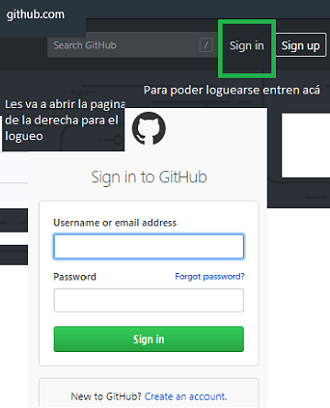 github.com
Search GitHub /
Sign in
Sign up
Para poder loguearse entren acá
Les va a abrir la pagina
de la derecha para el
logueo
Sign in to GitHub
Username or email address
Password
Forgot password?
Sign in
New to GitHub? Create an account.